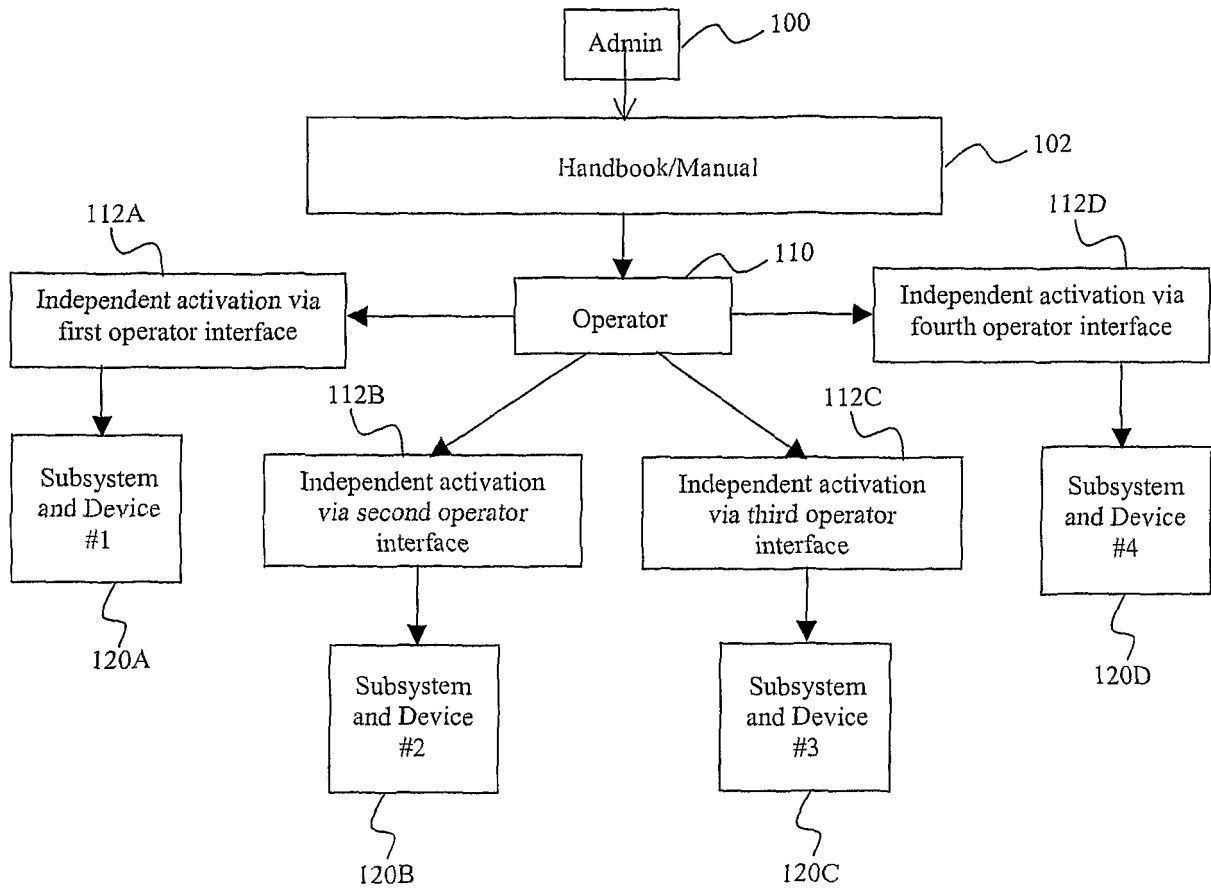 Admin
100
Handbook/Manual
102
112A
112D
110
Independent activation via
first operator interface
Operator
Independent activation via
fourth operator interface
112B
112C
Subsystem
and Device
#1
Independent activation
via second operator
interface
Independent activation
via third operator
interface
Subsystem
and Device
#4
120A
120D
Subsystem
and Device
#2
Subsystem
and Device
#3
120B
120C